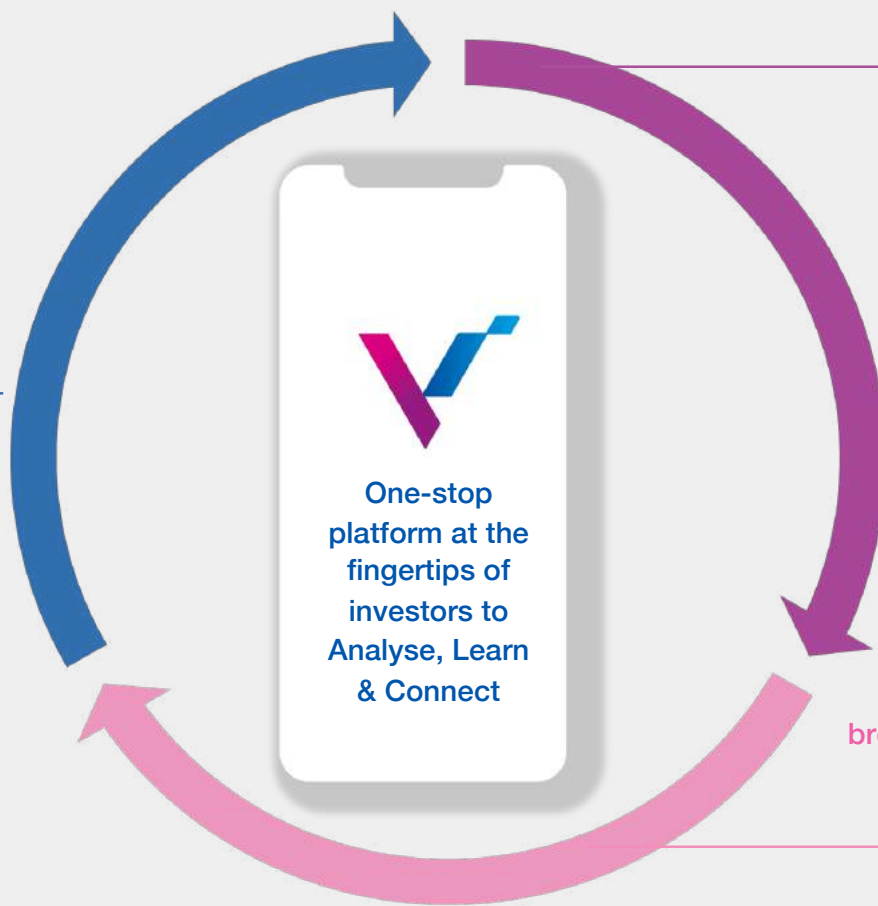 One-stop
platform at the
fingertips of
investors to
Analyse, Learn
& Connect